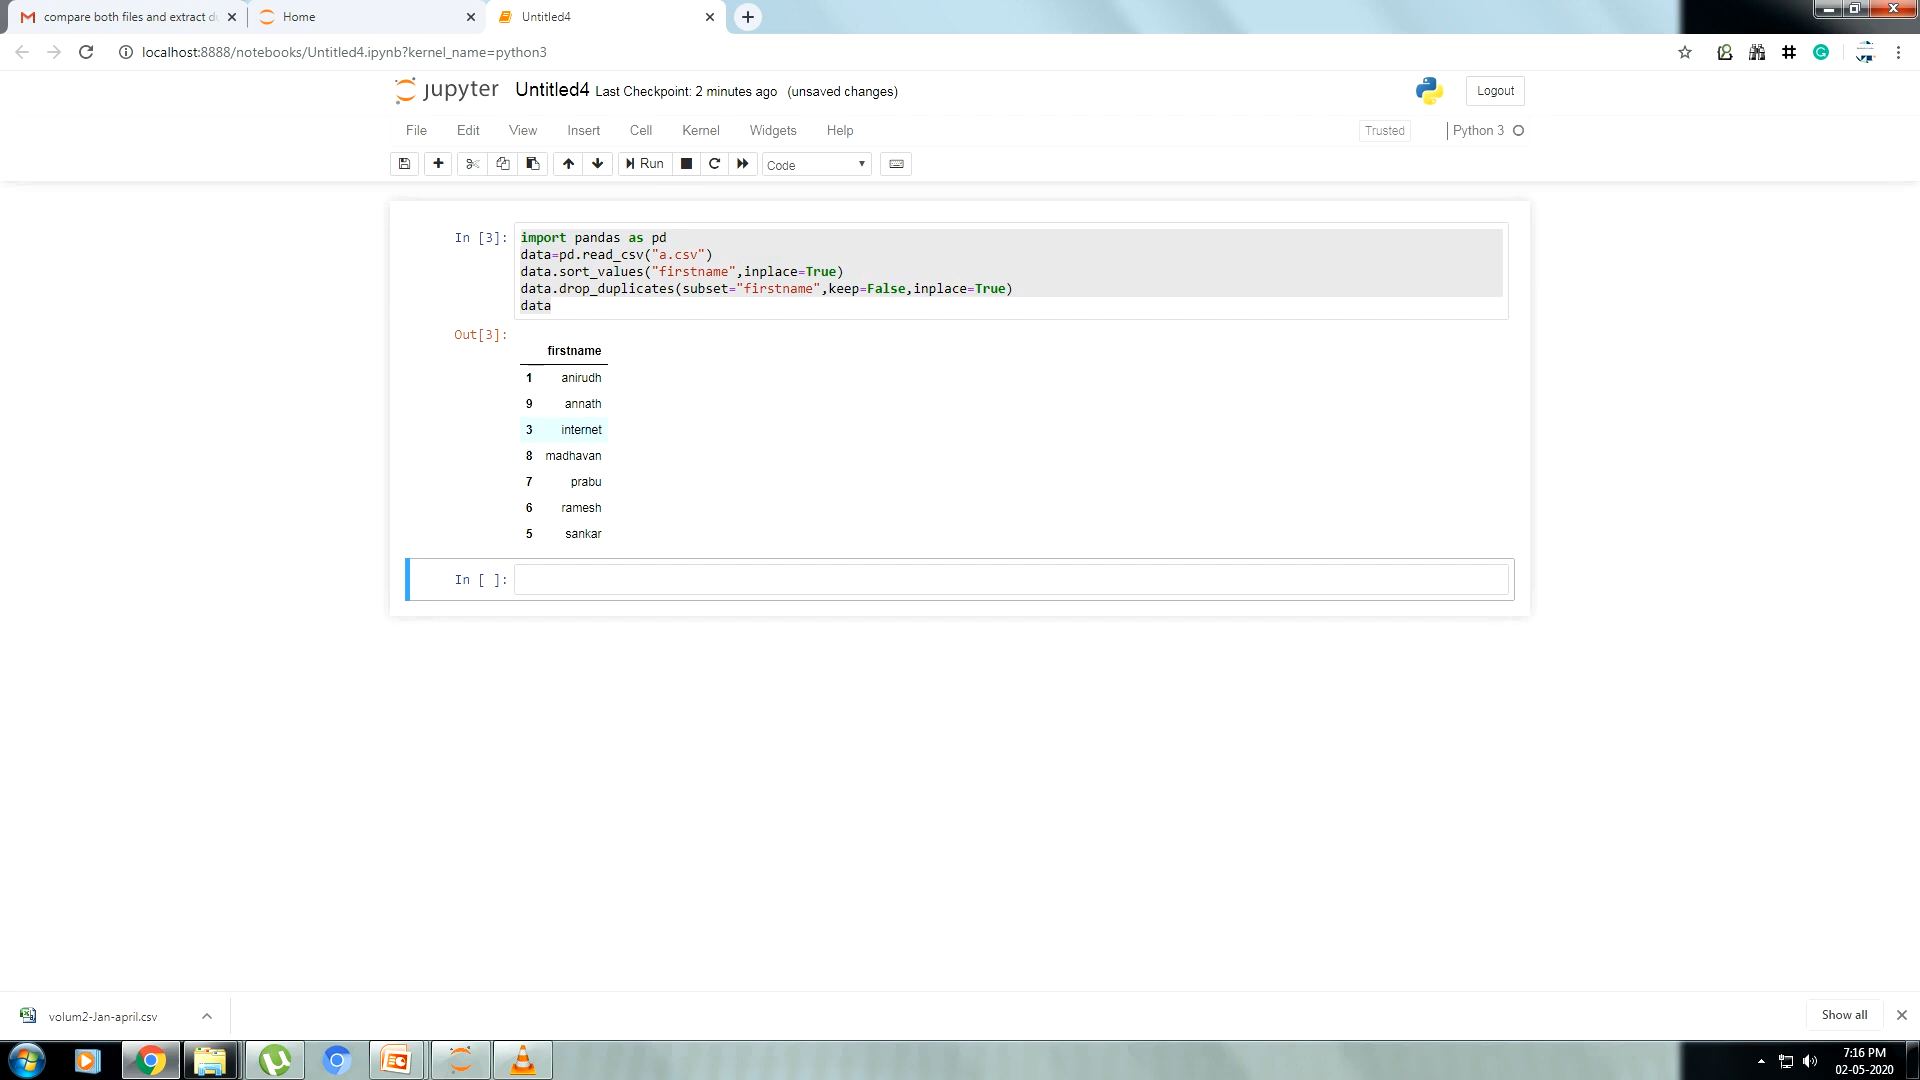 compare both files and extract d
Home
Untitled4
localhost:8888/notebooks/Untitled4.ipynb?kernel_name=python3
jupyter Untitled4 Last Checkpoint: 2 minutes ago (unsaved changes)
Logout
File Edit View Insert Cell Kernel Widgets Help
Trusted
Python 3
Run
Code
In [3]:
import pandas as pd
data=pd.read_csv("a.csv")
data.sort_values("firstname",inplace=True)
data.drop_duplicates(subset="firstname",keep=False,inplace=True)
data
Out[3]:
firstname
1 anirudh
9 annath
3 internet
8 madhavan
7 prabu
6 ramesh
5 sankar
In [ ]:
volum2-Jan-april.csv
Show all
7:16 PM
02-05-2020